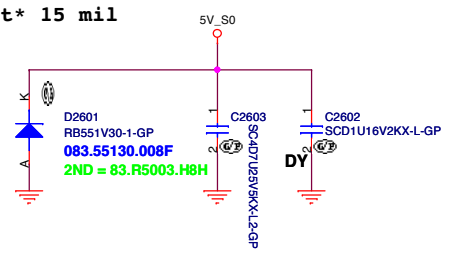 t* 15 mil
5V_S0
K
D2601
RB551V30-1-GP
083.55130.008F
2ND = 83.R5003.H8H
A
1
C2603
SC4D7U25V5KX-L2-GP
2
G/P
1
C2602
SCD1U16V2KX-L-GP
2
G/P
DY